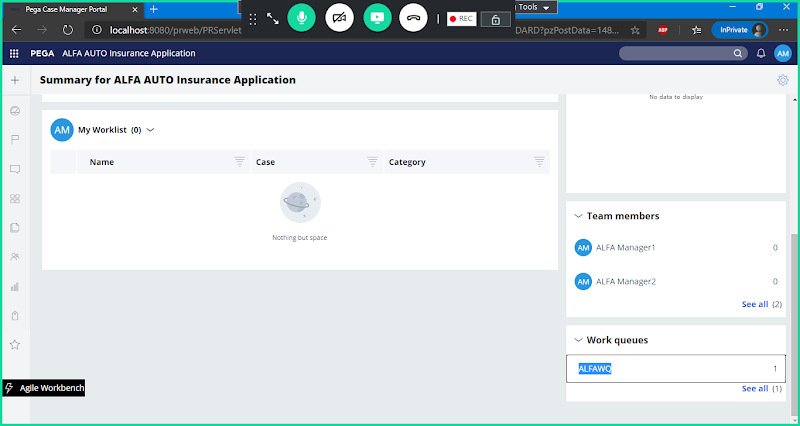 Pega Case Manager Portal
Tools
REC
localhost:8080/prweb/PRServlet
DARD?pzPostData=148...
ABP
InPrivate
PEGA ALFA AUTO Insurance Application
AM
Summary for ALFA AUTO Insurance Application
No data to display
AM My Worklist (0)
Name Case Category
Nothing but space
Team members
AM ALFA Manager1 0
AM ALFA Manager2 0
See all (2)
Work queues
ALFAWQ 1
See all (1)
Agile Workbench